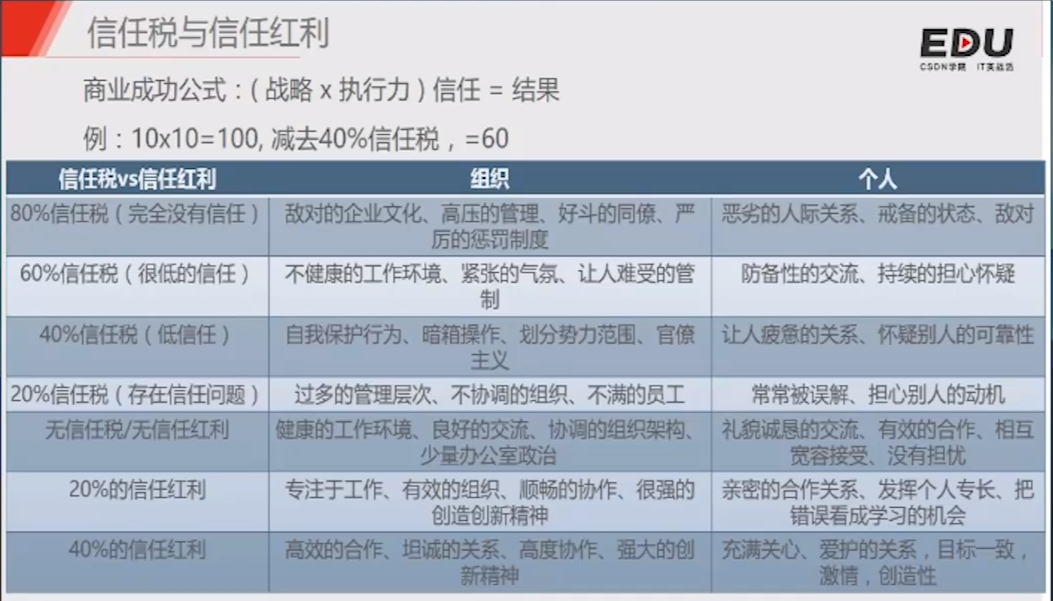 信任税与信任红利
EDU
CSDN学院 IT实战派
商业成功公式：( 战略 x 执行力 ) 信任 = 结果
例：10x10=100, 减去40%信任税，=60
信任税vs信任红利 组织 个人
80%信任税（完全没有信任） 敌对的企业文化、高压的管理、好斗的同僚、严
厉的惩罚制度 恶劣的人际关系、戒备的状态、敌对
60%信任税（很低的信任） 不健康的工作环境、紧张的气氛、让人难受的管
制 防备性的交流、持续的担心怀疑
40%信任税（低信任） 自我保护行为、暗箱操作、划分势力范围、官僚
主义 让人疲惫的关系、怀疑别人的可靠性
20%信任税（存在信任问题） 过多的管理层次、不协调的组织、不满的员工 常常被误解、担心别人的动机
无信任税/无信任红利 健康的工作环境、良好的交流、协调的组织架构、
少量办公室政治 礼貌诚恳的交流、有效的合作、相互
宽容接受、没有担忧
20%的信任红利 专注于工作、有效的组织、顺畅的协作、很强的
创造创新精神 亲密的合作关系、发挥个人专长、把
错误看成学习的机会
40%的信任红利 高效的合作、坦诚的关系、高度协作、强大的创
新精神 充满关心、爱护的关系，目标一致，
激情，创造性